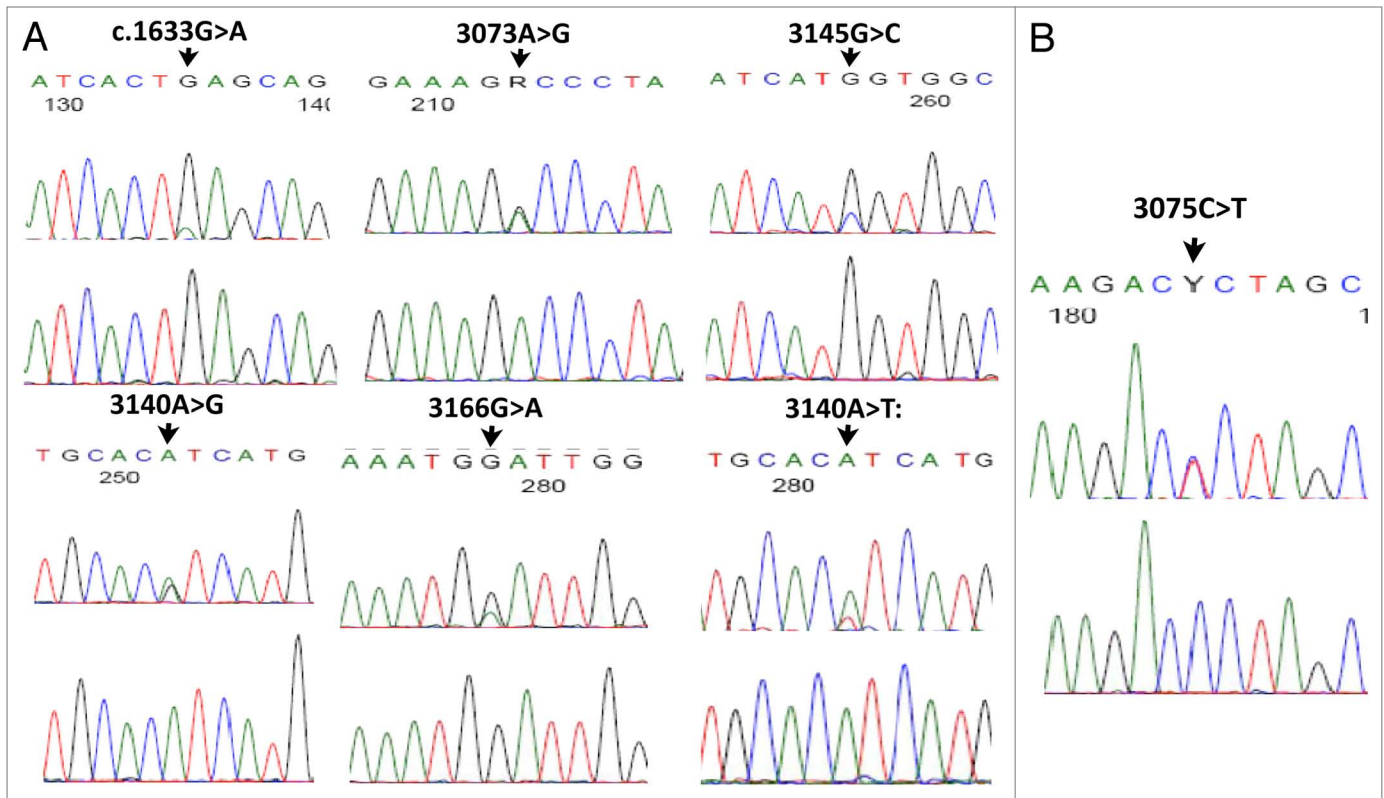 A
B
c.1633G>A
3073A>G
3145G>C
ATCACTGAGCAG
GAAAGRCCCTA
ATCATGGTGGC
130
140
210
260
3075C>T
AAGACYCTAGC
180
1
3140A>G
3166G>A
3140A>T:
TGCACATCATG
AAATGGATTGG
TGCACATCATG
250
280
280